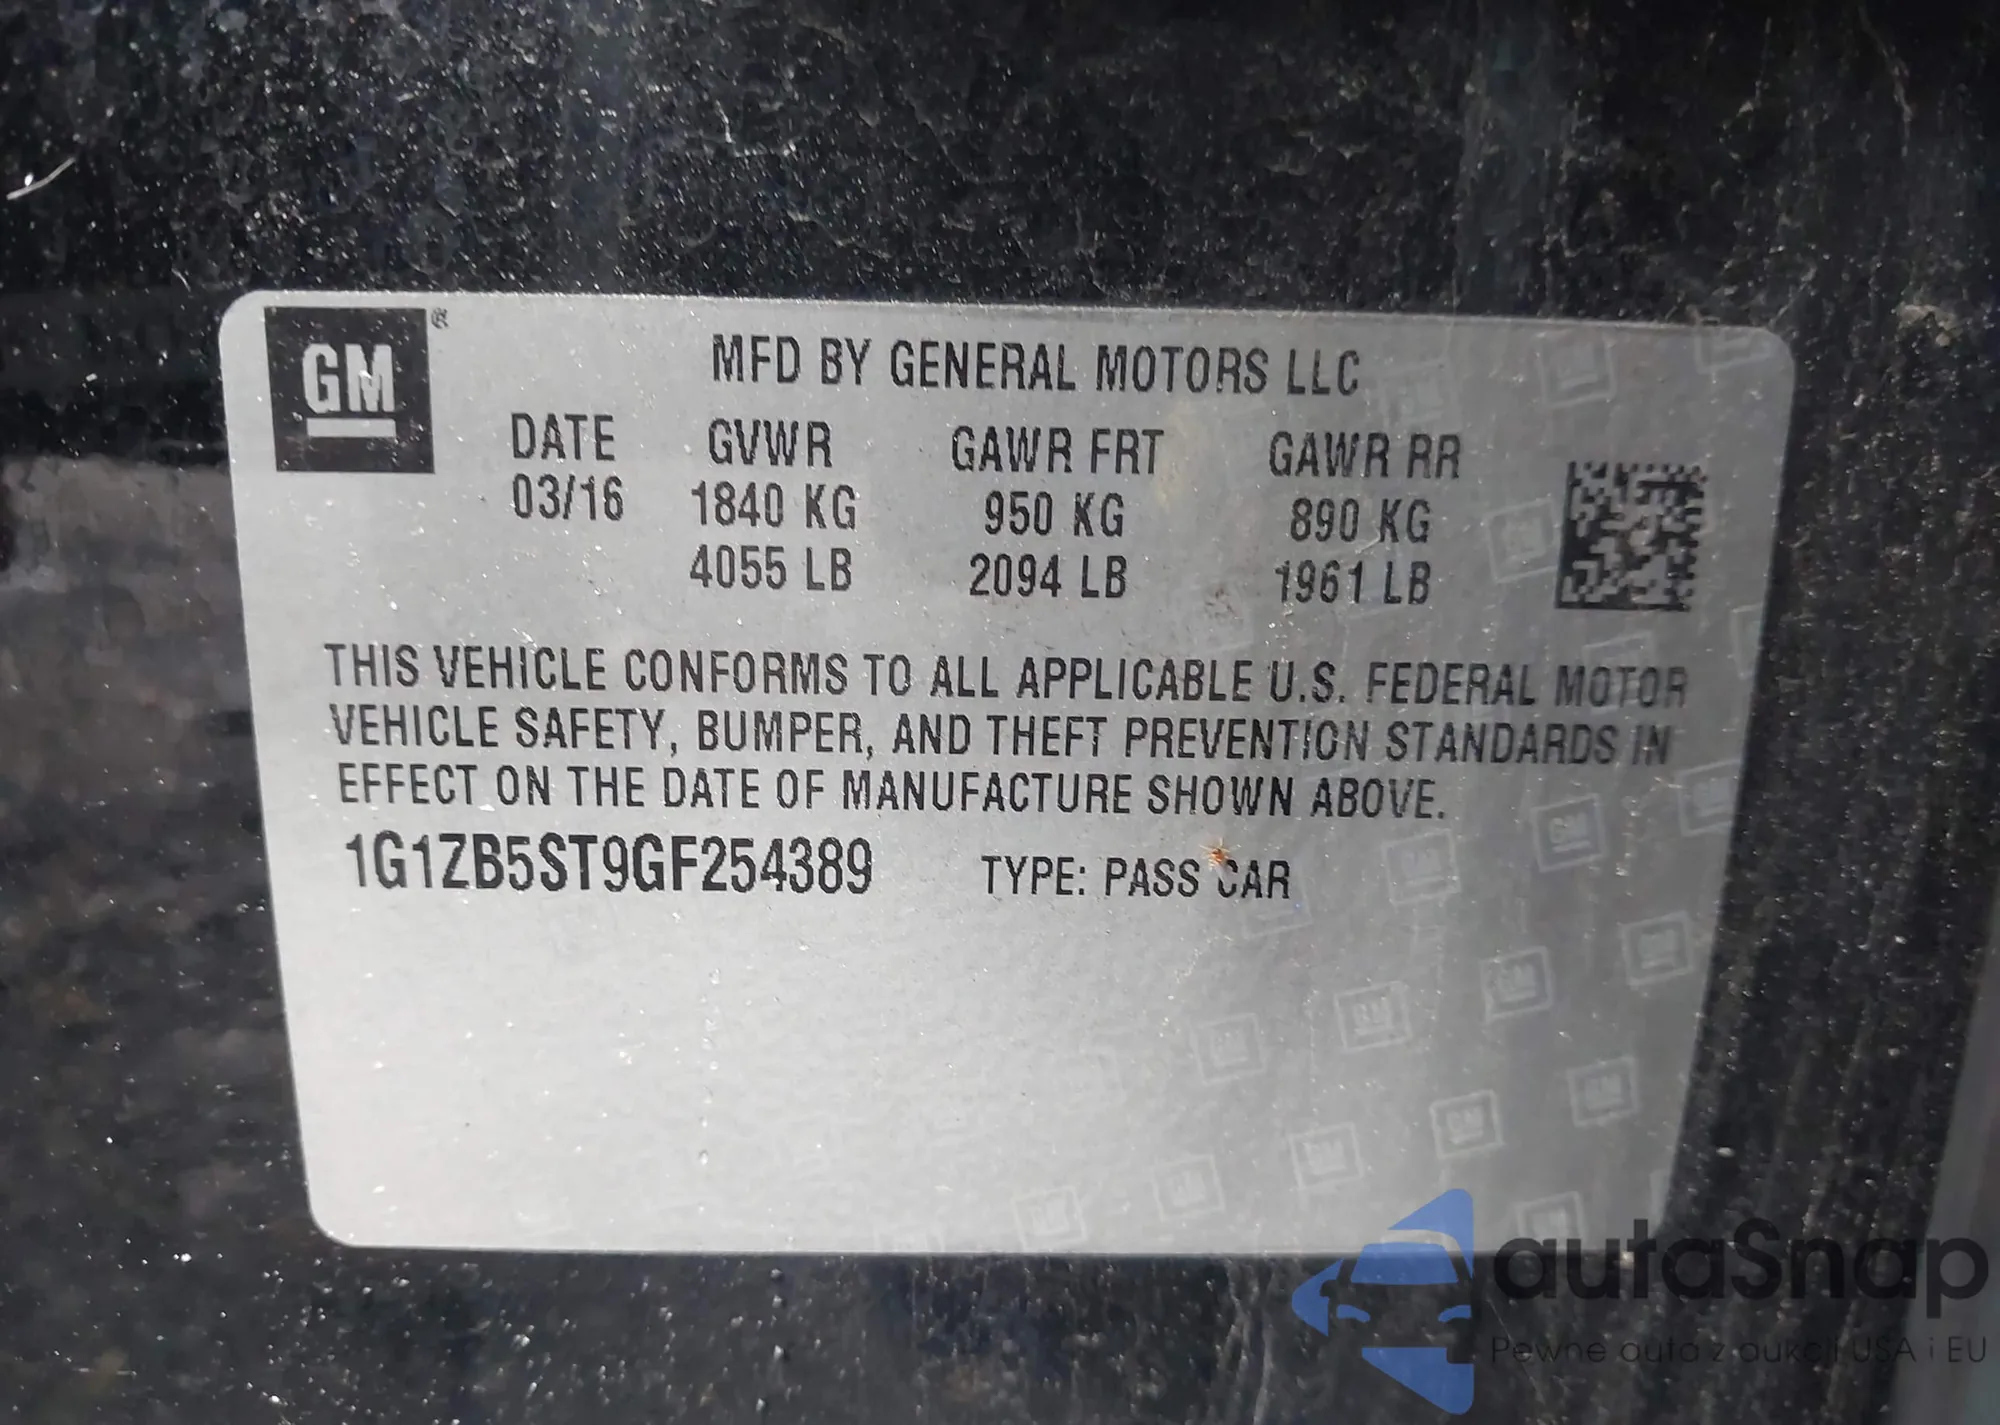 GM®
MFD BY GENERAL MOTORS LLC
DATE GVWR GAWR FRT GAWR RR
03/16 1840 KG 950 KG 890 KG
4055 LB 2094 LB 1961 LB
THIS VEHICLE CONFORMS TO ALL APPLICABLE U.S. FEDERAL MOTOR
VEHICLE SAFETY, BUMPER, AND THEFT PREVENTION STANDARDS IN
EFFECT ON THE DATE OF MANUFACTURE SHOWN ABOVE.
1G1ZB5ST9GF254389 TYPE: PASS CAR
autaSnap
Pewne auta z aukcji USA i EU